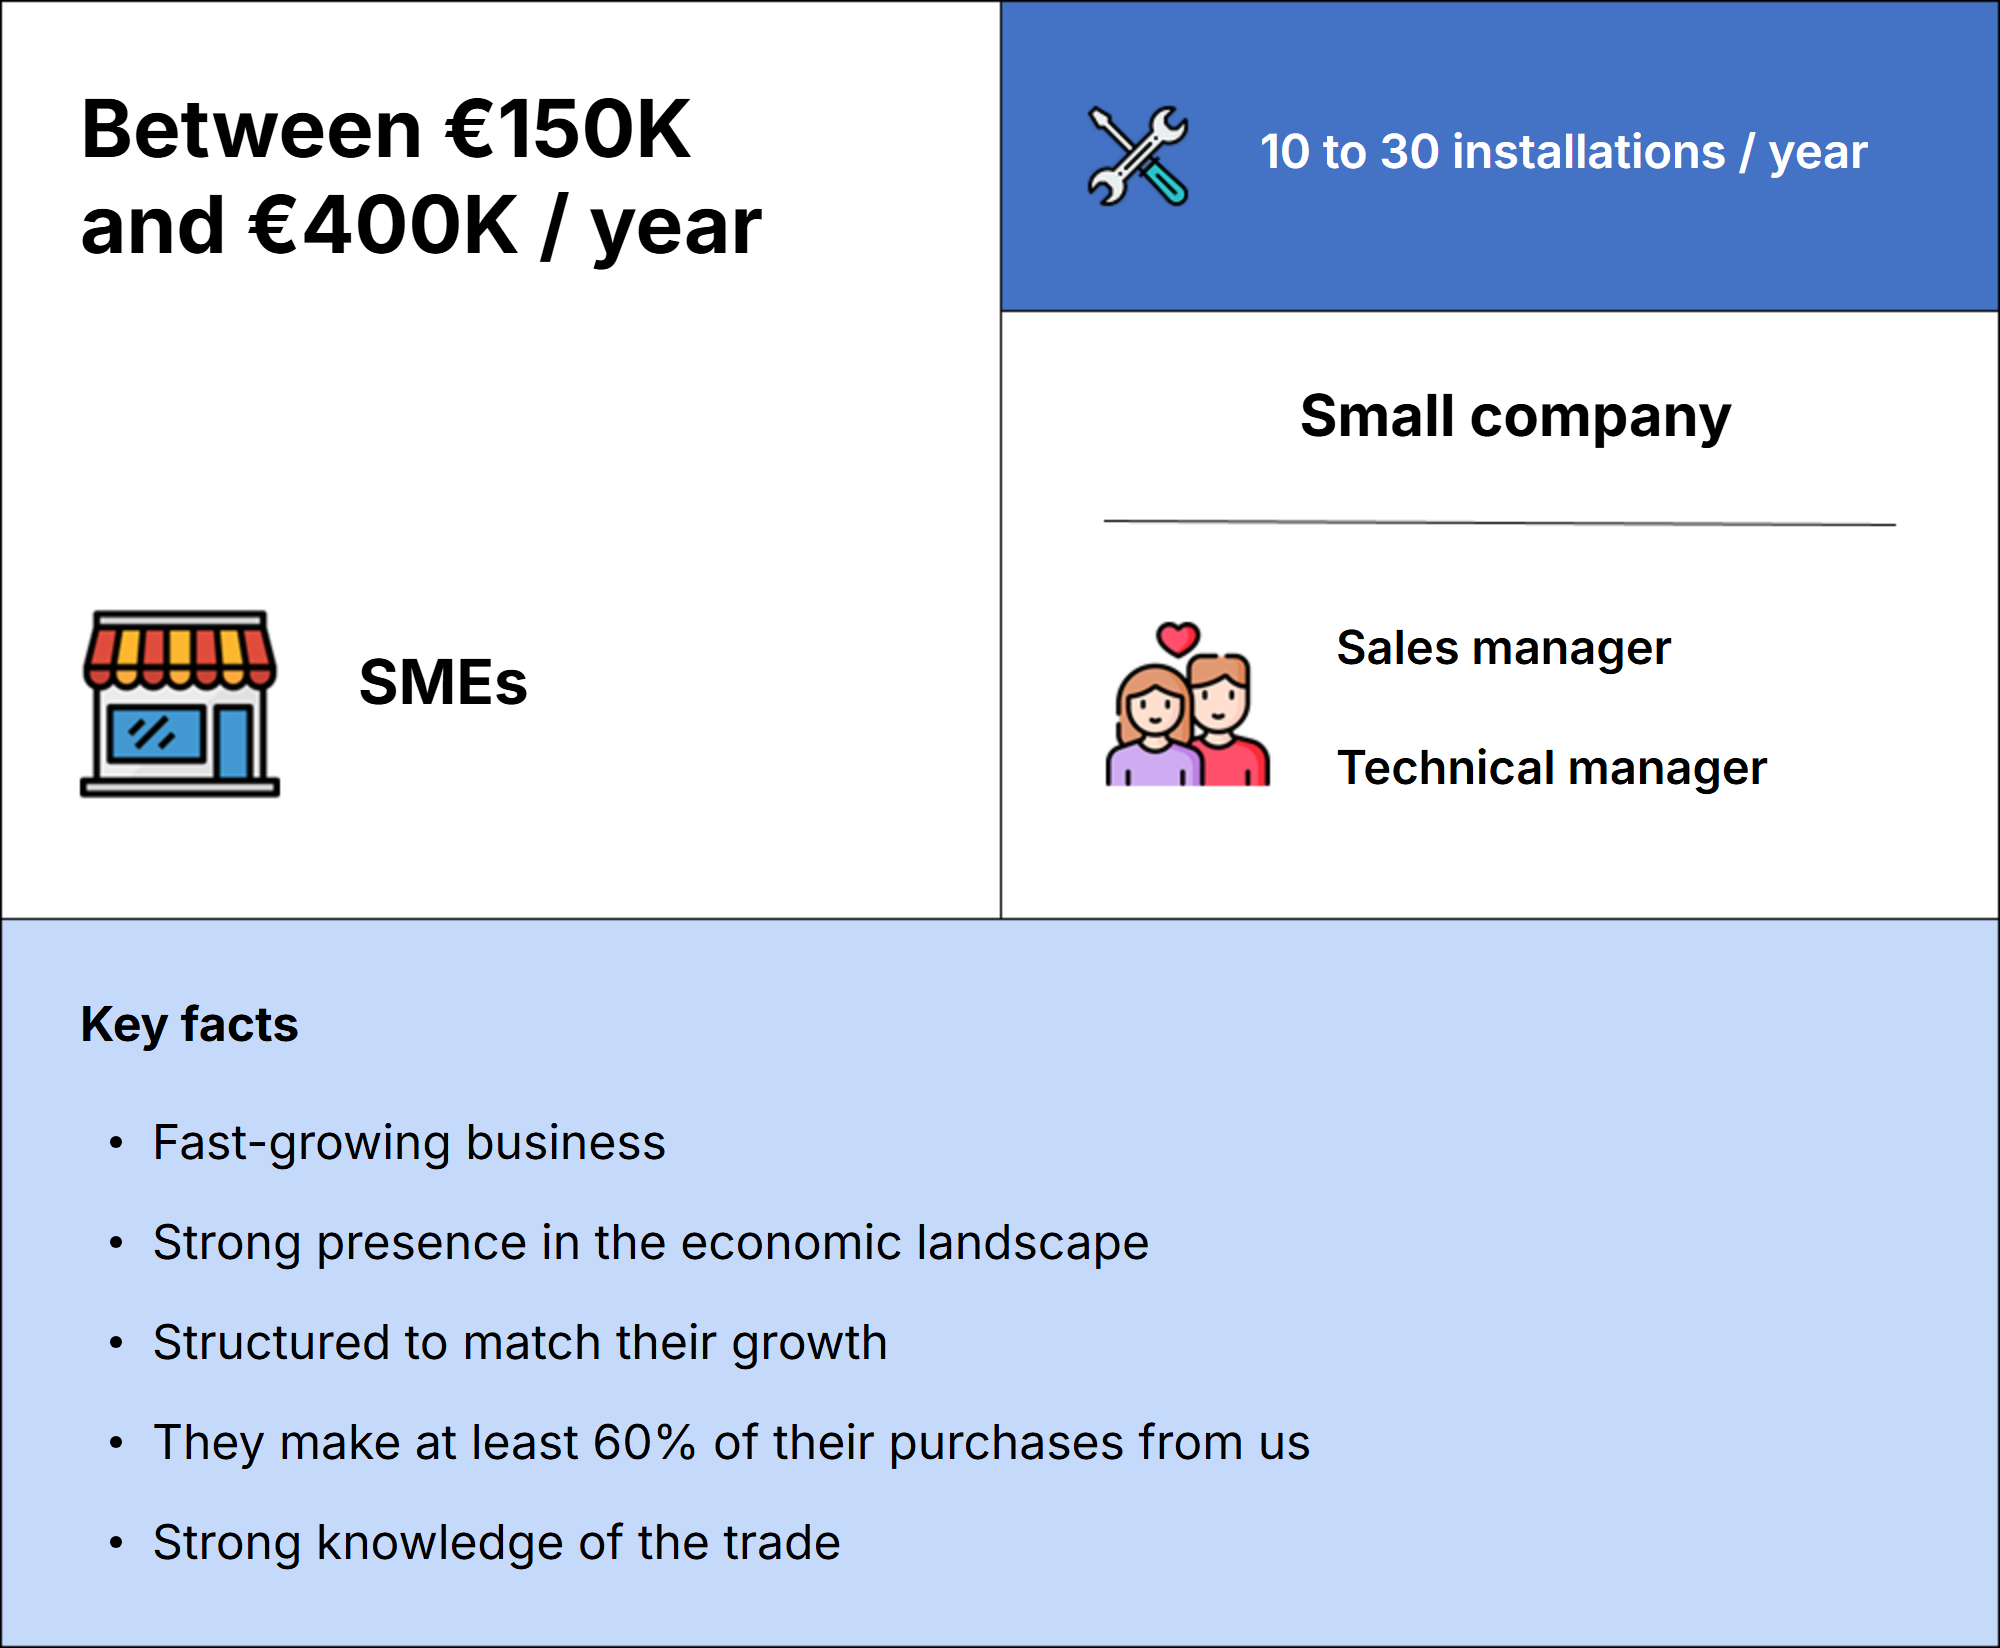 Between €150K
and €400K / year
SMEs
10 to 30 installations / year
Small company
Sales manager
Technical manager
Key facts
• Fast-growing business
• Strong presence in the economic landscape
• Structured to match their growth
• They make at least 60% of their purchases from us
• Strong knowledge of the trade